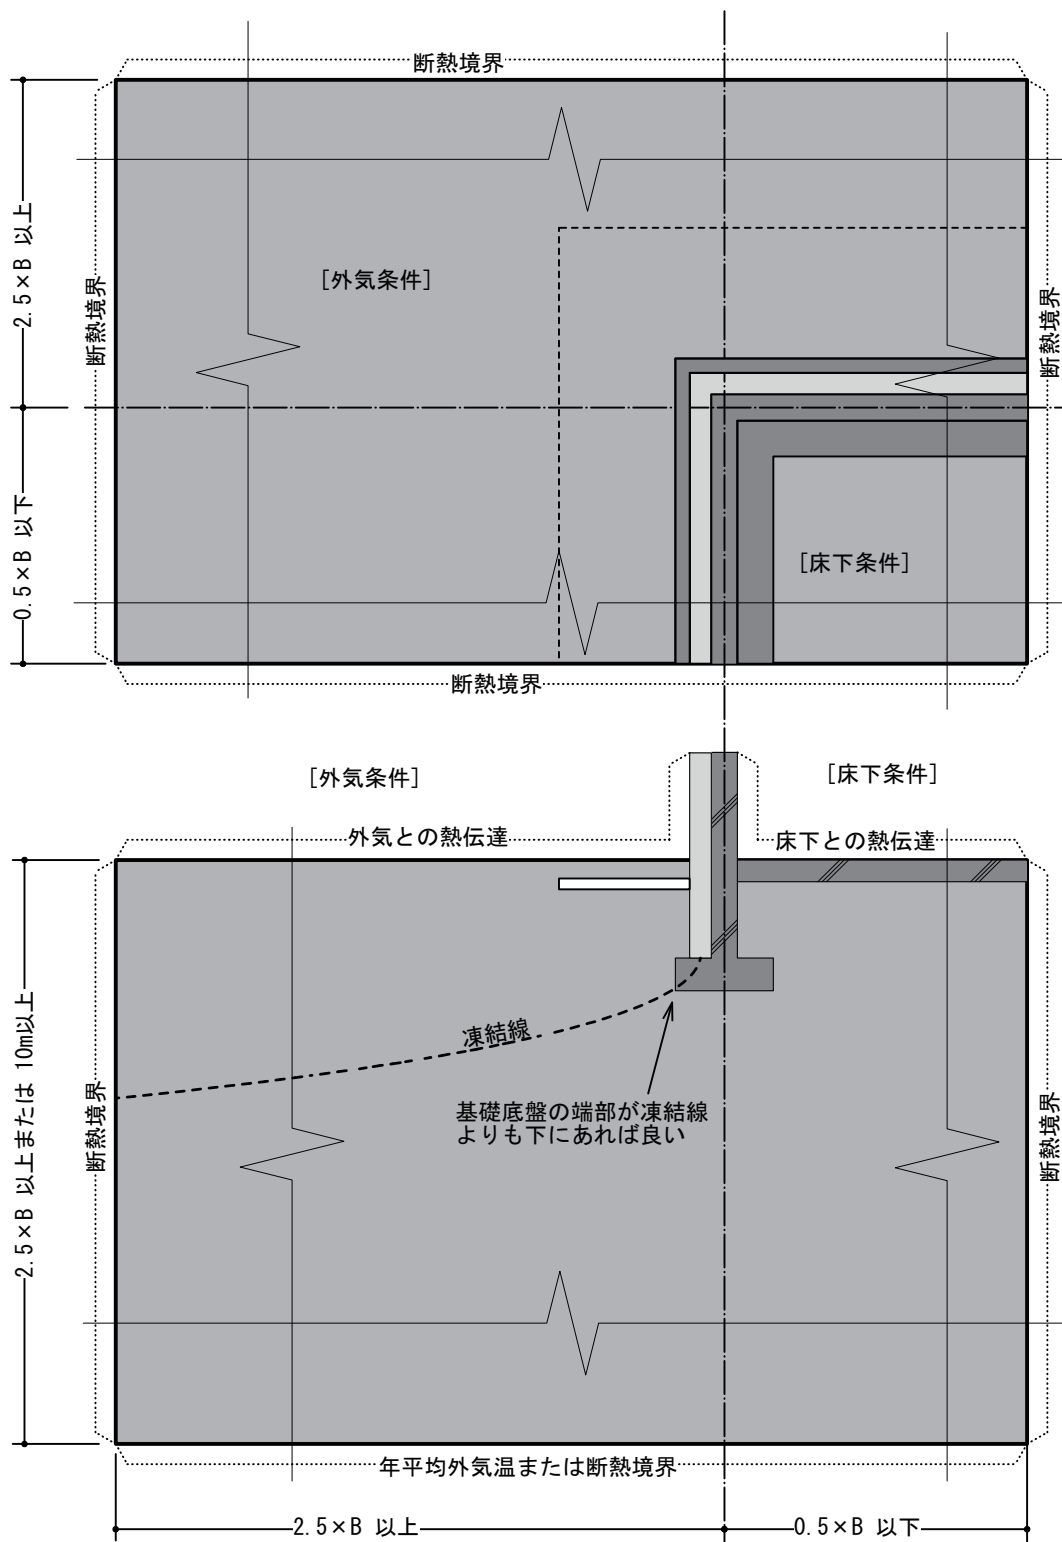 断熱境界
2.5×B 以上
断熱境界
[外気条件]
断熱境界
0.5×B 以下
[床下条件]
断熱境界
[外気条件]
[床下条件]
外気との熱伝達
床下との熱伝達
2.5×B 以上または 10m以上
断熱境界
凍結線
基礎底盤の端部が凍結線
よりも下にあれば良い
断熱境界
年平均外気温または断熱境界
2.5×B 以上
0.5×B 以下